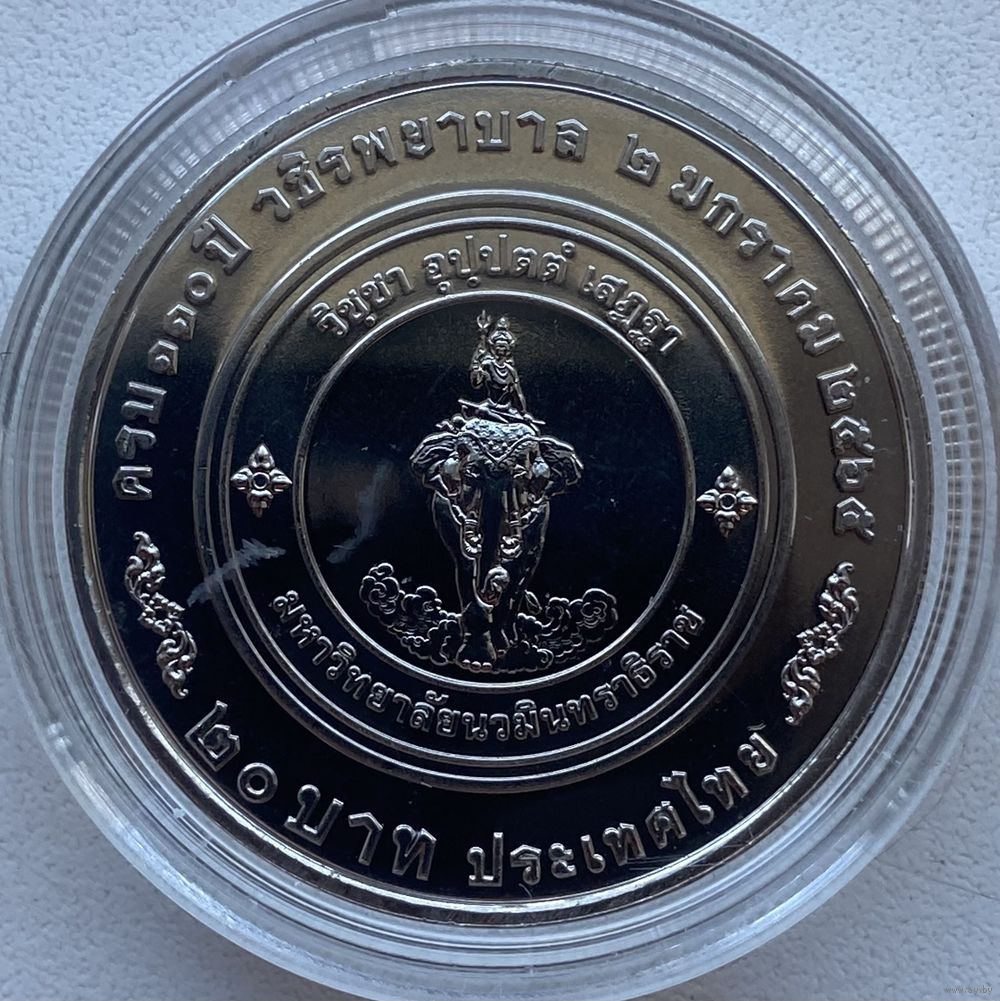 ครบ ๑๑๐ ปี วชิรพยาบาล ๒ มกราคม ๒๕๖๕
วิชฺชา อุปฺปตตํ เสฏฺฐา
มหาวิทยาลัยนวมินทราธิราช
๒๐ บาท ประเทศไทย